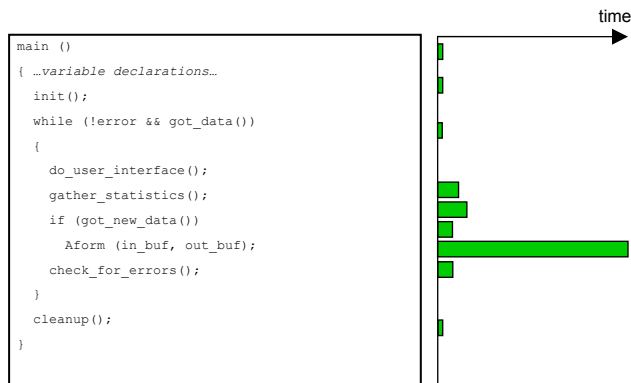 time
main ()
{ …variable declarations…
init();
while (!error && got_data())
{
do_user_interface();
gather_statistics();
if (got_new_data())
Aform (in_buf, out_buf);
check_for_errors();
}
cleanup();
}